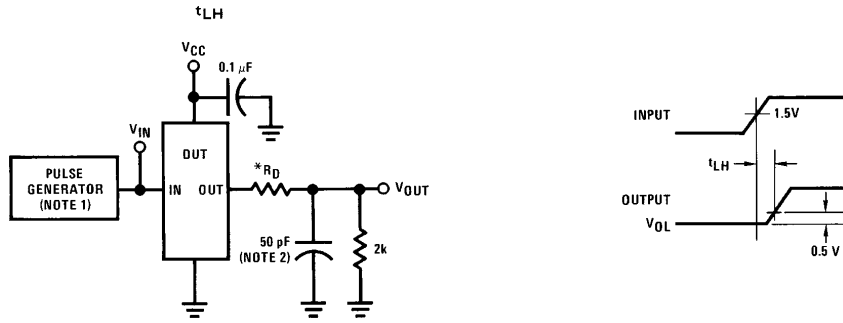 tLH
VCC
0.1 μF
VIN
DUT
PULSE
GENERATOR
(NOTE 1)
IN
OUT
*RD
VOUT
50 pF
(NOTE 2)
2k
INPUT
1.5V
tLH
OUTPUT
VOL
0.5 V